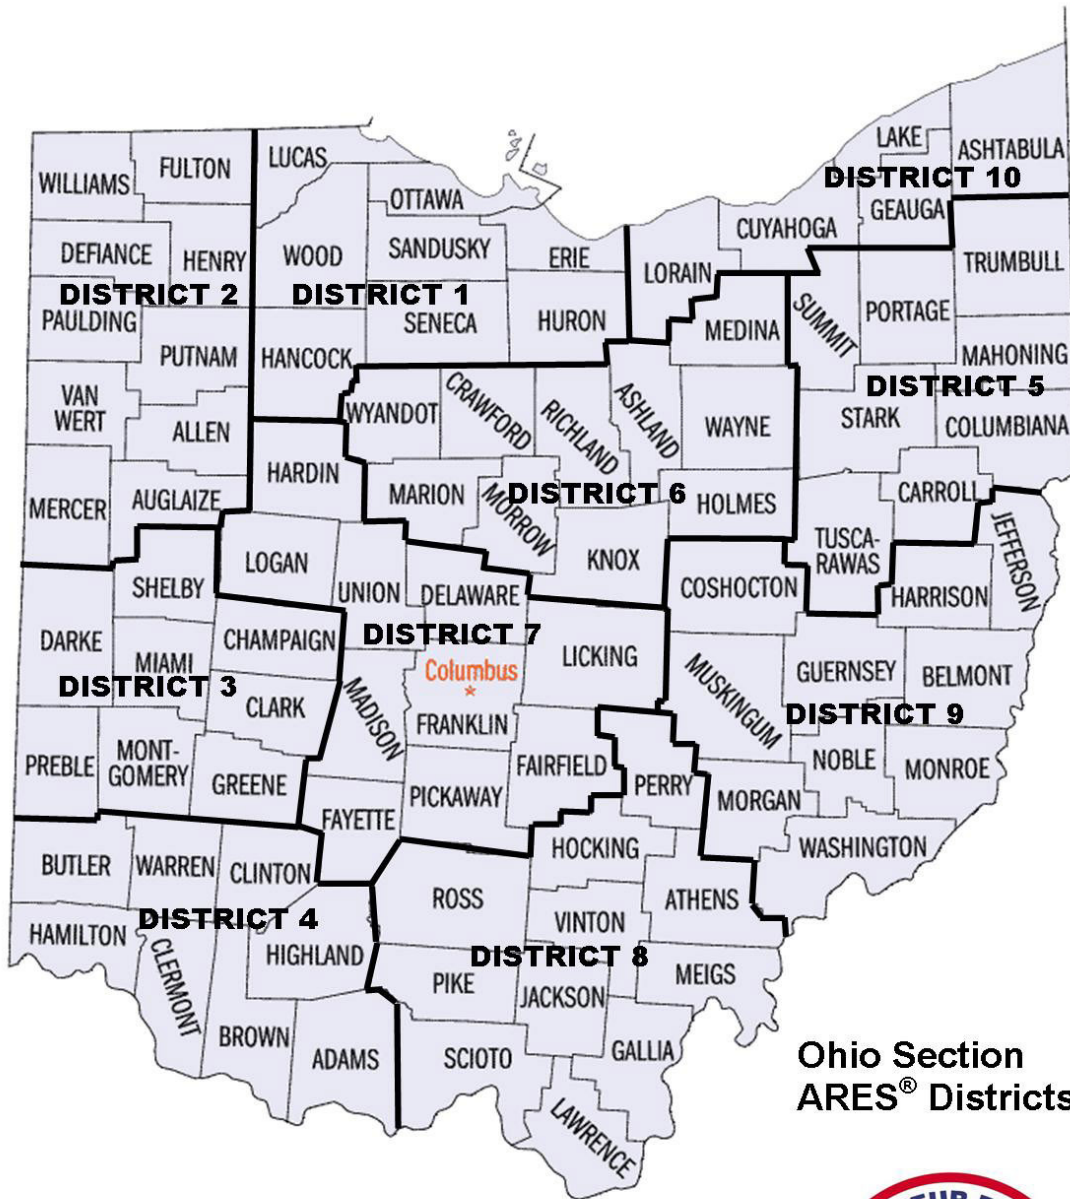 LAKE
ASHTABULA
DISTRICT 10
GEAUGA
CUYAHOGA
LUCAS
FULTON
WILLIAMS
OTTAWA
DEFIANCE
HENRY
WOOD
SANDUSKY
ERIE
LORAIN
TRUMBULL
DISTRICT 2
DISTRICT 1
PAULDING
SENECA
HURON
MEDINA
SUMMIT
PORTAGE
PUTNAM
HANCOCK
MAHONING
DISTRICT 5
VAN
WERT
ALLEN
WYANDOT
CRAWFORD
RICHLAND
ASHLAND
WAYNE
STARK
COLUMBIANA
MERCER
AUGLAIZE
HARDIN
MARION
MORROW
DISTRICT 6
HOLMES
CARROLL
JEFFERSON
LOGAN
KNOX
TUSCA-
RAWAS
SHELBY
UNION
DELAWARE
COSHOCTON
HARRISON
DARKE
MIAMI
CHAMPAIGN
DISTRICT 7
LICKING
MUSKINGUM
GUERNSEY
BELMONT
DISTRICT 3
CLARK
MADISON
Columbus
FRANKLIN
DISTRICT 9
PREBLE
MONT-
GOMERY
GREENE
FAIRFIELD
PERRY
NOBLE
MONROE
PICKAWAY
MORGAN
FAYETTE
WASHINGTON
BUTLER
WARREN
CLINTON
HOCKING
ROSS
ATHENS
DISTRICT 4
VINTON
HAMILTON
CLERMONT
HIGHLAND
DISTRICT 8
PIKE
JACKSON
MEIGS
BROWN
ADAMS
SCIOTO
GALLIA
LAWRENCE
Ohio Section
ARES® Districts